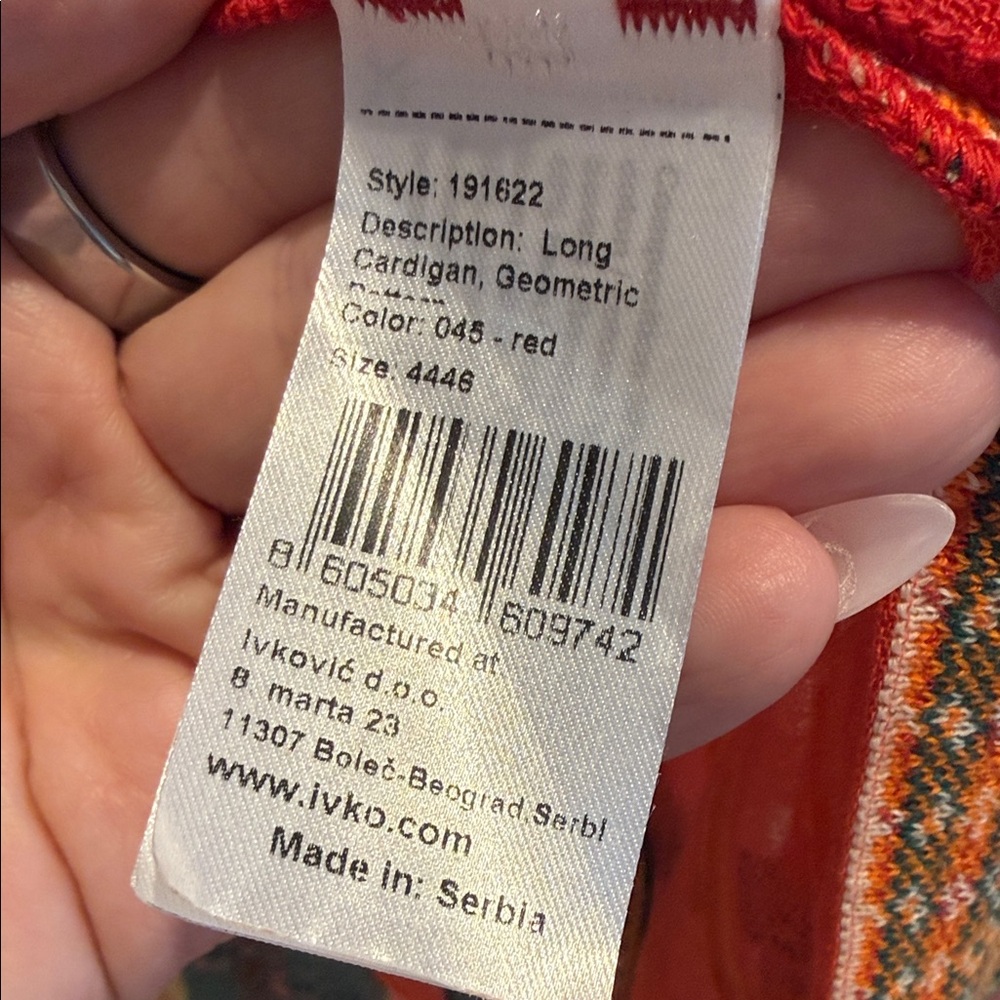 Style: 191622
Description: Long
Cardigan, Geometric
Color: 045 - red
Size: 4446
8 605034 609742
Manufactured at
Ivković d.o.o.
8. marta 23
11307 Boleč-Beograd.Serbi
www.ivko.com
Made in: Serbia